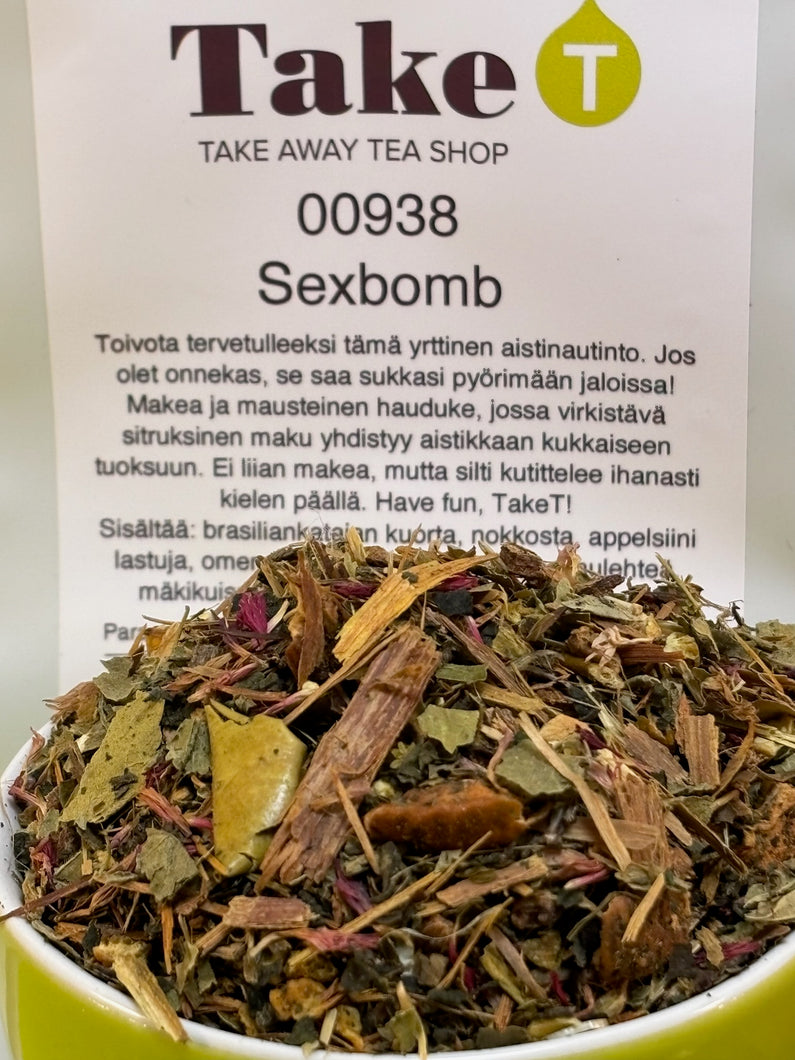 Take T
TAKE AWAY TEA SHOP
00938
Sexbomb
Toivota tervetulleeksi tämä yrttinen aistinautinto. Jos
olet onnekas, se saa sukkasi pyörimään jaloissa!
Makea ja mausteinen hauduke, jossa virkistävä
sitruksinen maku yhdistyy aistikkaan kukkaiseen
tuoksuun. Ei liian makea, mutta silti kutittelee ihanasti
kielen päällä. Have fun, TakeT!
Sisältää: brasiliankatajan kuorta, nokkosta, appelsiini
lastuja,